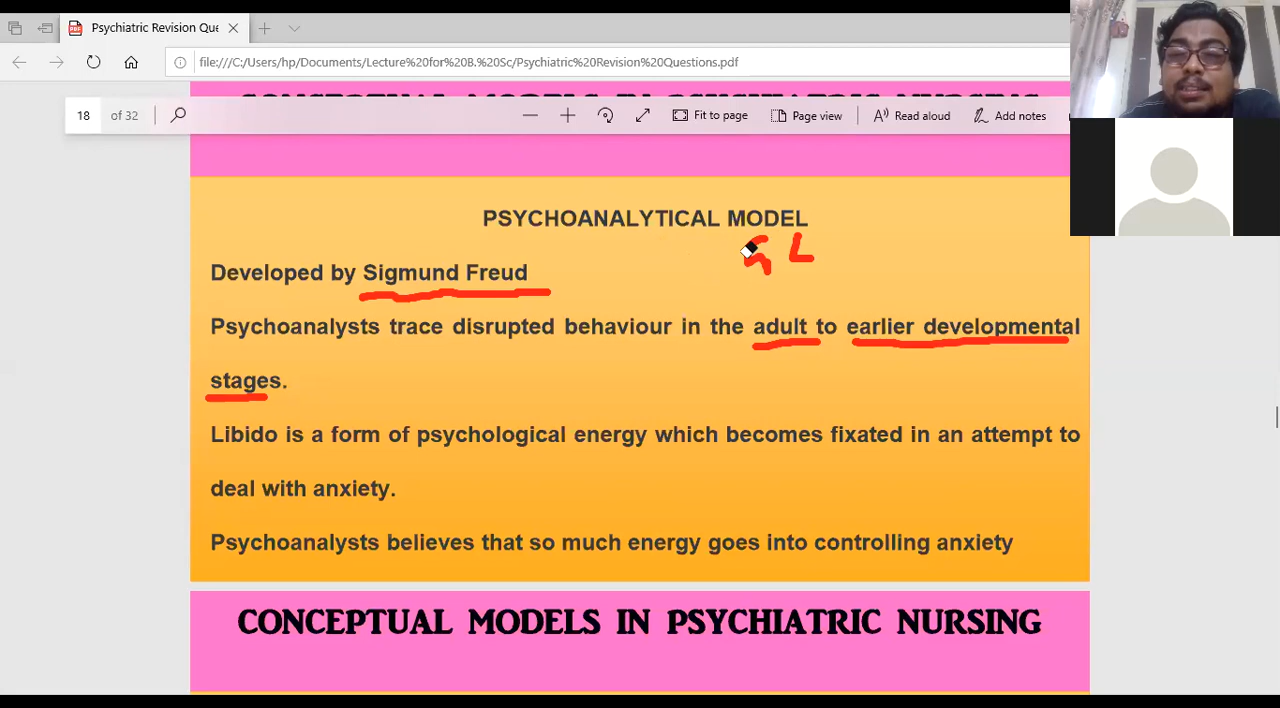 Psychiatric Revision Que
file:///C:/Users/hp/Documents/Lecture%20for%20B.%20Sc/Psychiatric%20Revision%20Questions.pdf
18 of 32
Fit to page
Page view
Read aloud
Add notes
PSYCHOANALYTICAL MODEL
Developed by Sigmund Freud
Psychoanalysts trace disrupted behaviour in the adult to earlier developmental
stages.
Libido is a form of psychological energy which becomes fixated in an attempt to
deal with anxiety.
Psychoanalysts believes that so much energy goes into controlling anxiety
CONCEPTUAL MODELS IN PSYCHIATRIC NURSING